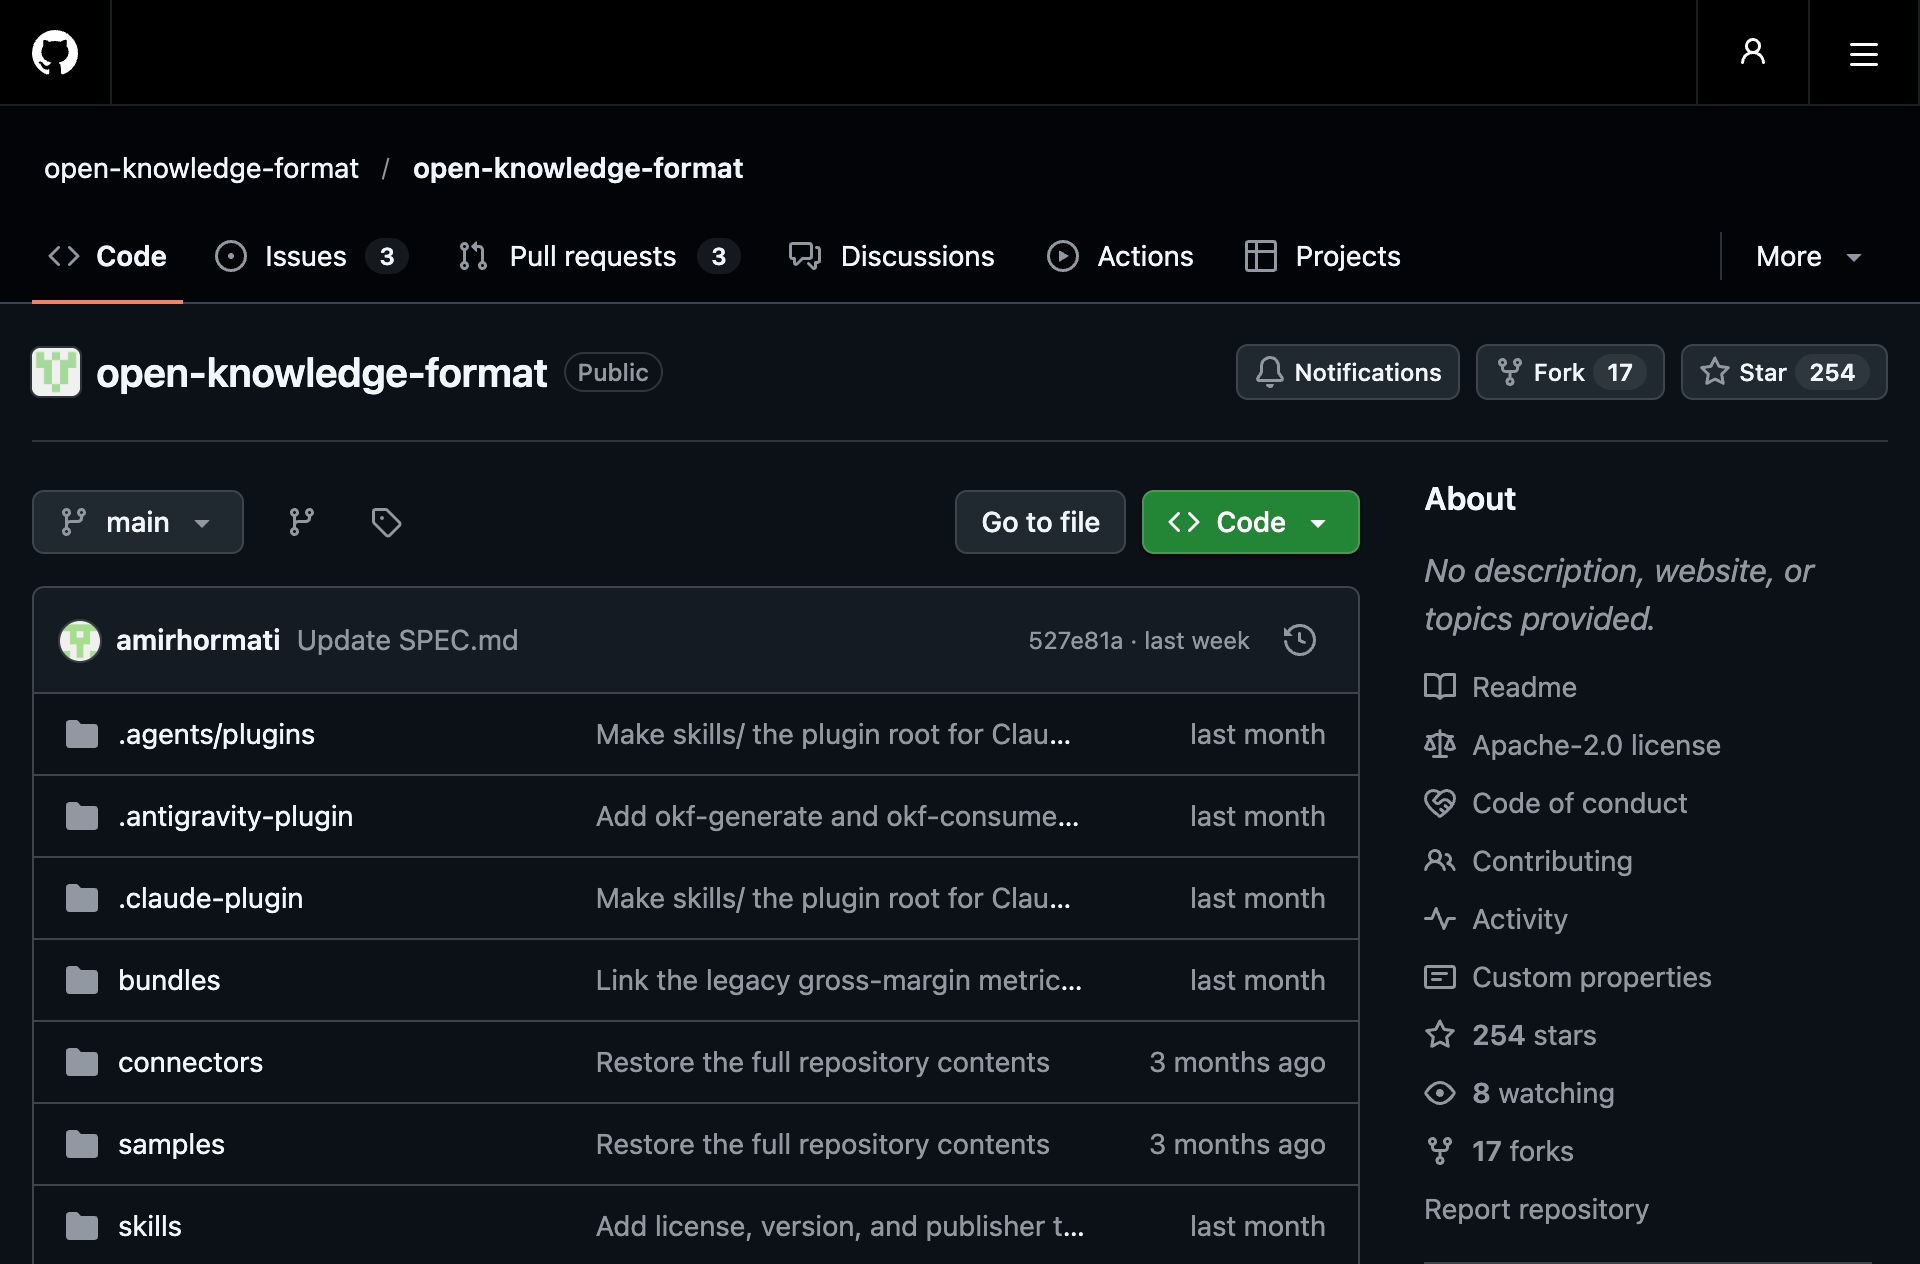 open-knowledge-format / open-knowledge-format
Code Issues 3 Pull requests 3 Discussions Actions Projects More
open-knowledge-format Public Notifications Fork 17 Star 254
main Go to file Code
amirhormati Update SPEC.md 527e81a · last week
.agents/plugins Make skills/ the plugin root for Clau... last month
.antigravity-plugin Add okf-generate and okf-consume... last month
.claude-plugin Make skills/ the plugin root for Clau... last month
bundles Link the legacy gross-margin metric... last month
connectors Restore the full repository contents 3 months ago
samples Restore the full repository contents 3 months ago
skills Add license, version, and publisher t... last month
About
No description, website, or
topics provided.
Readme
Apache-2.0 license
Code of conduct
Contributing
Activity
Custom properties
254 stars
8 watching
17 forks
Report repository